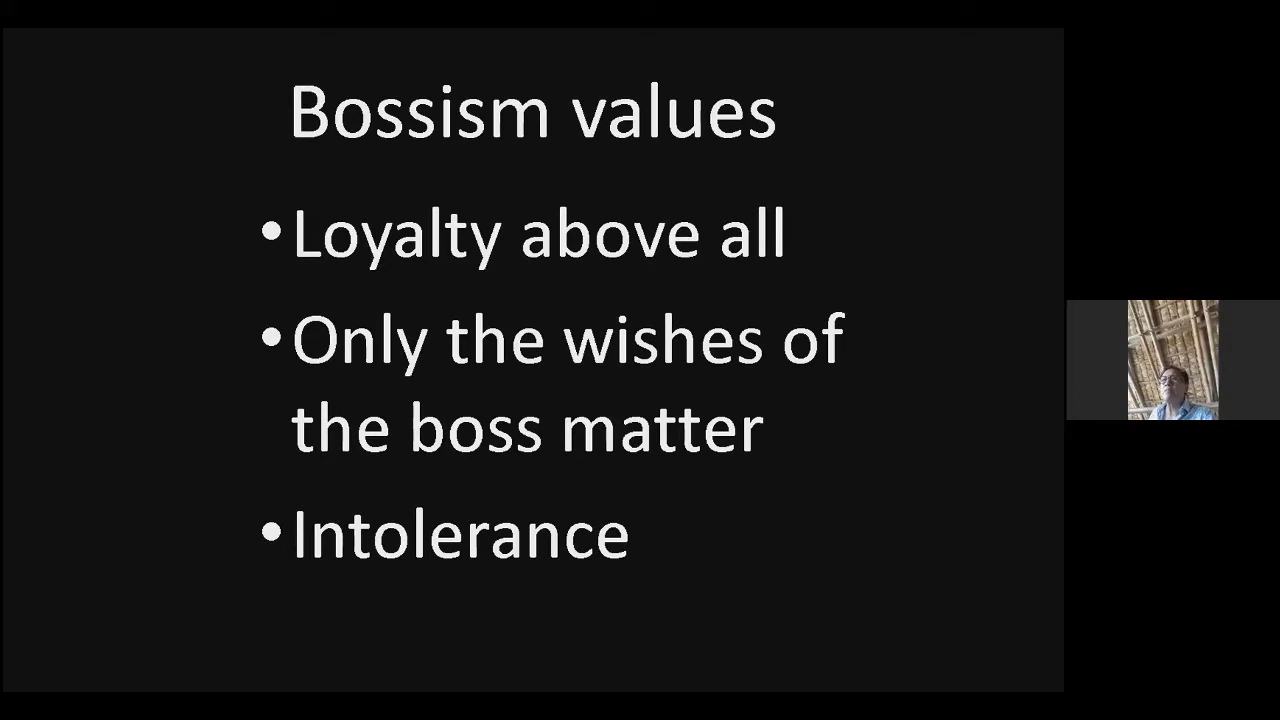 Bossism values
•Loyalty above all
•Only the wishes of
the boss matter
•Intolerance